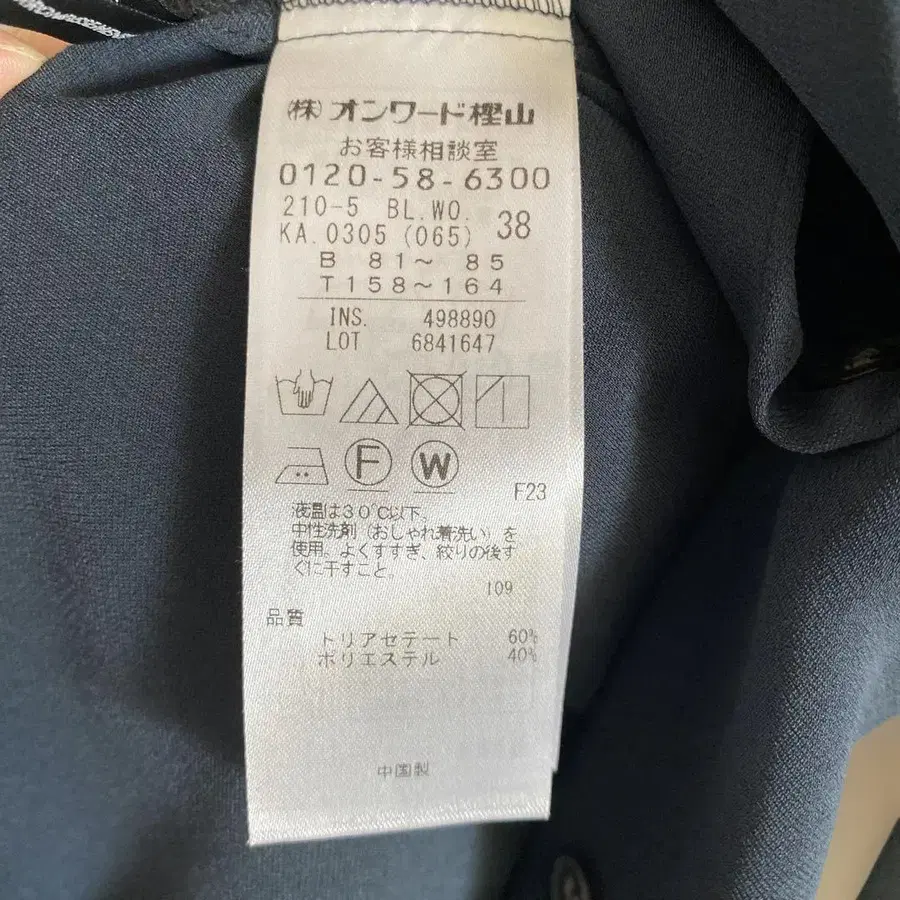 ㈱オンワード樫山
お客様相談室
0120-58-6300
210-5 BL.WO.
KA.0305 (065) 38
B 81～ 85
T158～164
INS. 498890
LOT 6841647
F W
F23
液温は30℃以下。
中性洗剤（おしゃれ着洗い）を
使用。よくすすぎ、絞りの後す
ぐに干すこと。
109
品質
トリアセテート 60%
ポリエステル 40%
中国製